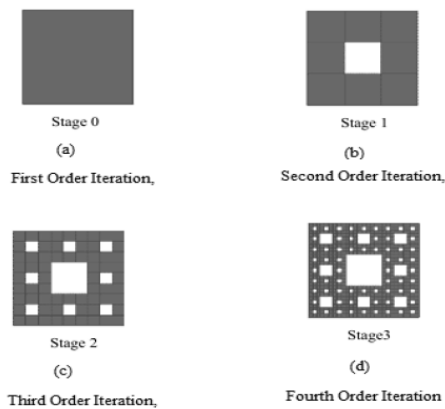 Stage 0
(a)
First Order Iteration,
Stage 1
(b)
Second Order Iteration,
Stage 2
(c)
Third Order Iteration,
Stage3
(d)
Fourth Order Iteration